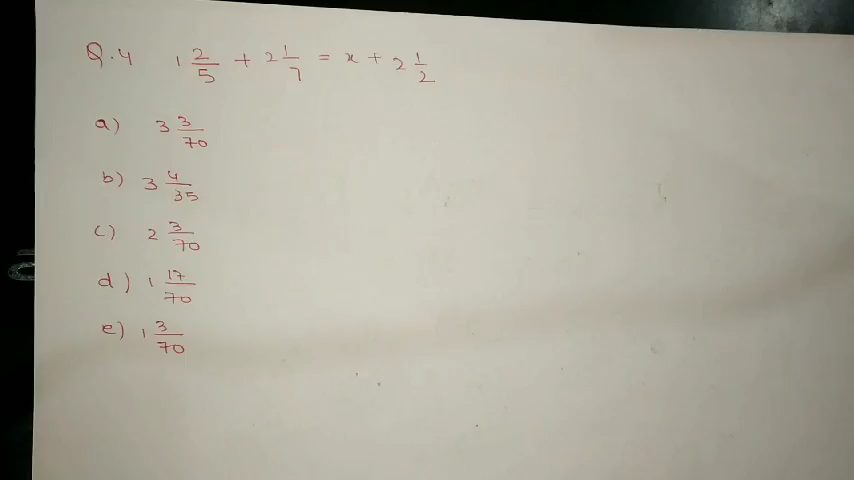 Q.4 1 2/5 + 2 1/7 = x + 2 1/2
a) 3 3/70
b) 3 4/35
c) 2 3/70
d) 1 17/70
e) 1 3/70